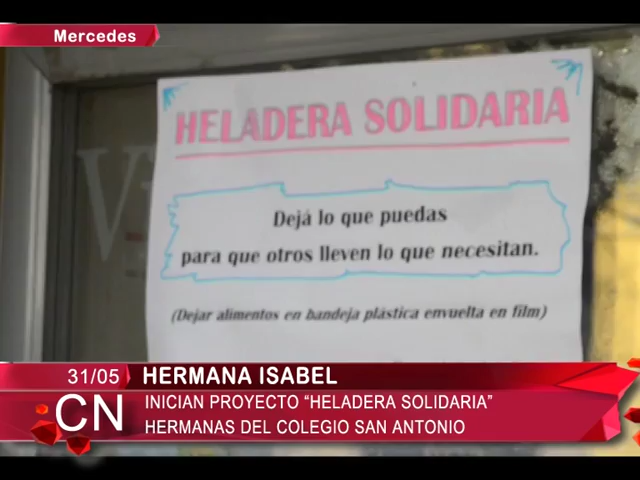 Mercedes
HELADERA SOLIDARIA
Dejá lo que puedas
para que otros lleven lo que necesitan.
(Dejar alimentos en bandeja plástica envuelta en film)
31/05 HERMANA ISABEL
CN
INICIAN PROYECTO “HELADERA SOLIDARIA”
HERMANAS DEL COLEGIO SAN ANTONIO